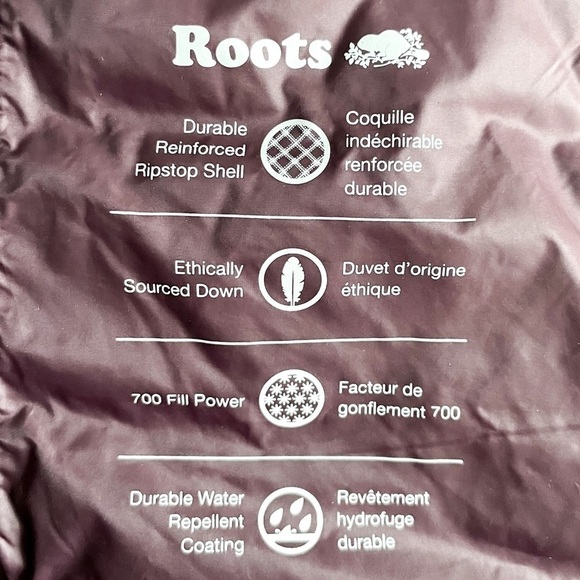 Roots
Durable
Reinforced
Ripstop Shell
Coquille
indéchirable
renforcée
durable
Ethically
Sourced Down
Duvet d'origine
éthique
700 Fill Power
Facteur de
gonflement 700
Durable Water
Repellent
Coating
Revêtement
hydrofuge
durable